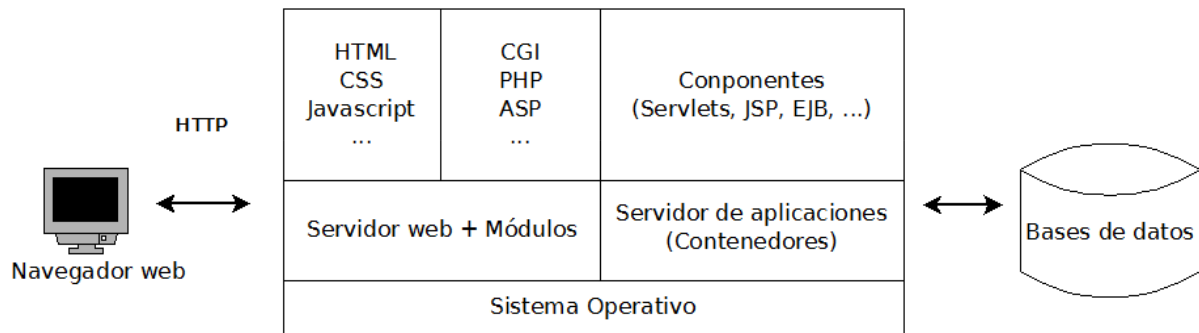 HTTP
Navegador web
HTML
CSS
Javascript
...
CGI
PHP
ASP
...
Conponentes
(Servlets, JSP, EJB, ...)
Servidor web + Módulos
Servidor de aplicaciones
(Contenedores)
Sistema Operativo
Bases de datos